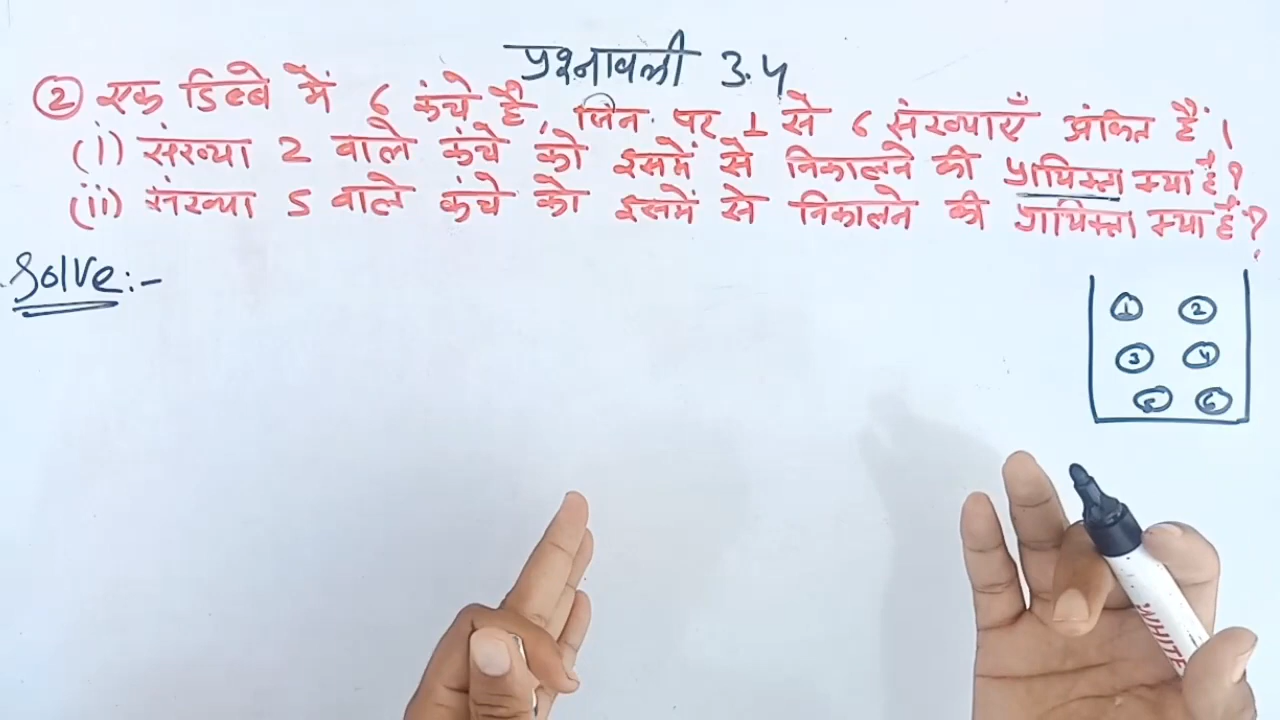 प्रश्नावली 3.4
② एक डिब्बे में 6 कंचे है, जिन पर 1 से 6 संख्याएँ अंकित हैं।
(i) संख्या 2 वाले कंचे को इसमें से निकालने की प्रायिकता क्या है?
(ii) संख्या 5 वाले कंचे को इसमें से निकालने की प्रायिकता क्या है?
Solve:-
① ②
③ ④
⑤ ⑥
WHITE